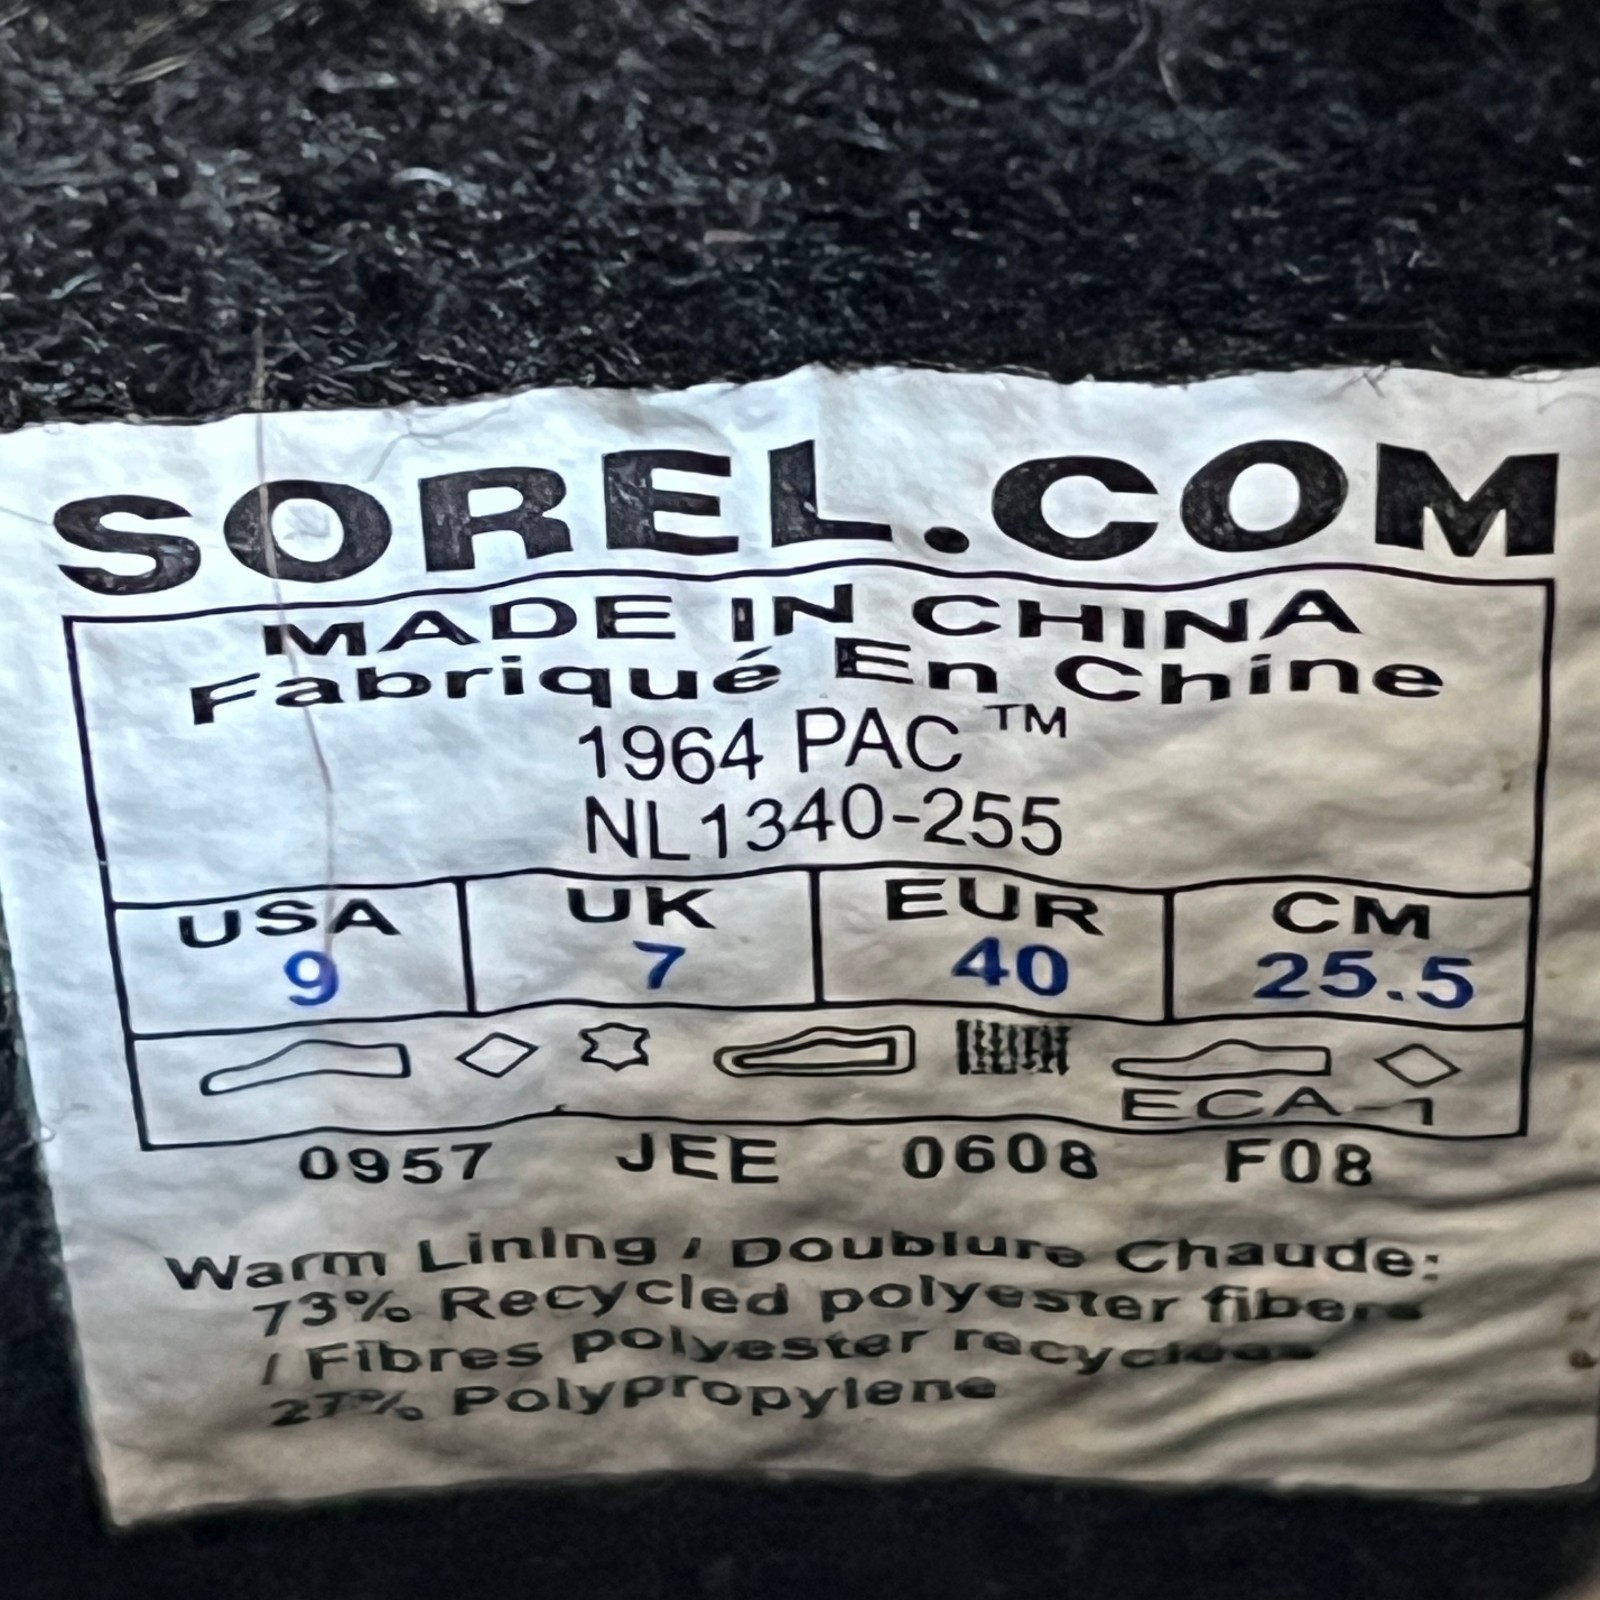 SOREL.COM
MADE IN CHINA
Fabriqué En Chine
1964 PAC™
NL1340-255
USA UK EUR CM
9 7 40 25.5
ECA-1
0957 JEE 0608 F08
Warm Lining / Doublure Chaude:
73% Recycled polyester fibers
/ Fibres polyester recyclees
27% Polypropylene